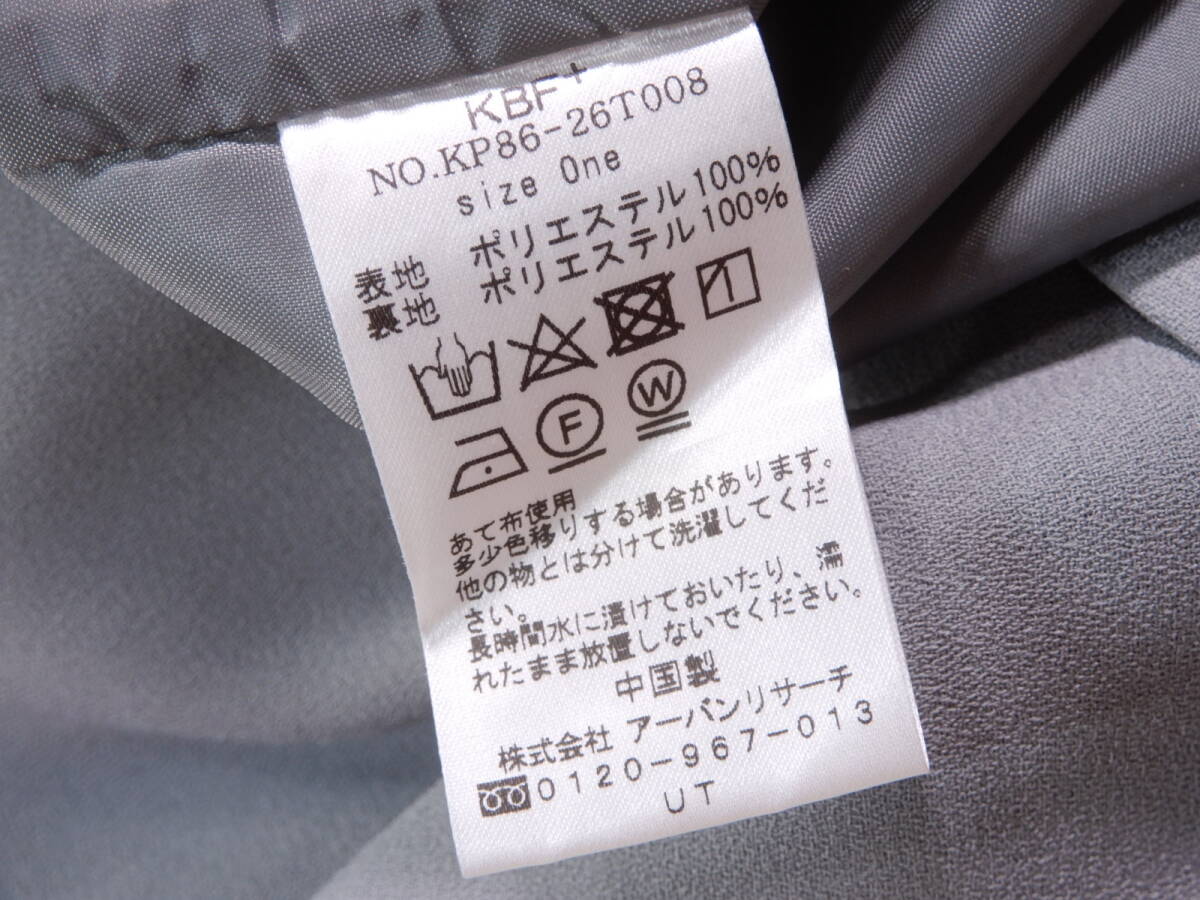 KBF+
NO.KP86-26T008
size One
表地 ポリエステル100%
裏地 ポリエステル100%
F W
あて布使用
多少色移りする場合があります。
他の物とは分けて洗濯してくだ
さい。
長時間水に漬けておいたり、濡
れたまま放置しないでください。
中国製
株式会社 アーバンリサーチ
0120-967-013
UT